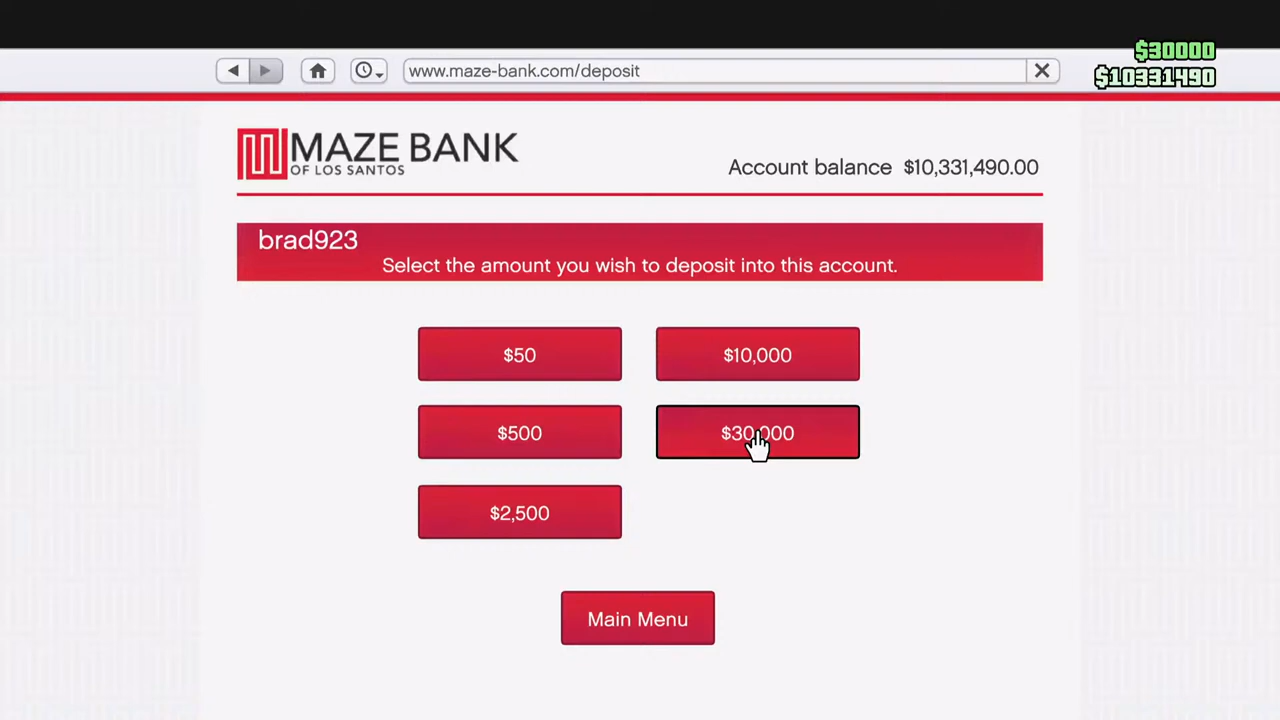 $30000
www.maze-bank.com/deposit
$10331490
MAZE BANK
OF LOS SANTOS
Account balance $10,331,490.00
brad923
Select the amount you wish to deposit into this account.
$50
$10,000
$500
$30,000
$2,500
Main Menu